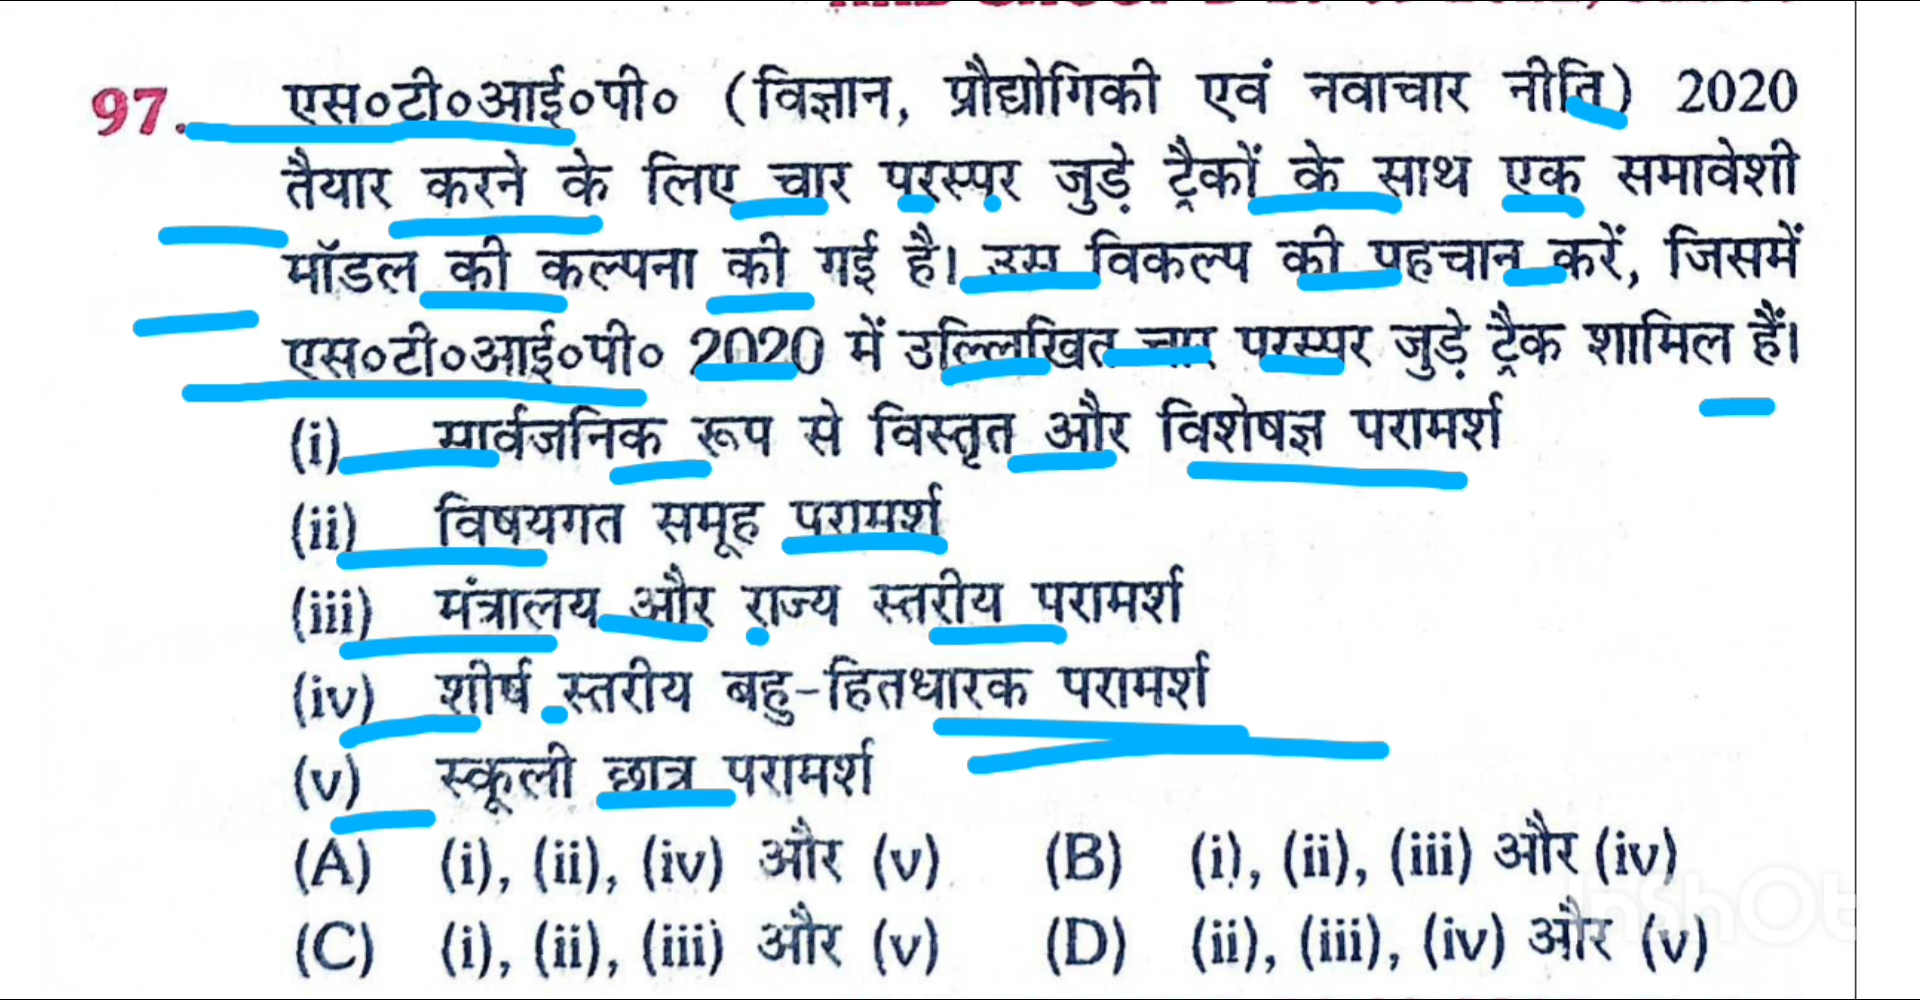 97. एस०टी०आई०पी० (विज्ञान, प्रौद्योगिकी एवं नवाचार नीति) 2020
तैयार करने के लिए चार परस्पर जुड़े ट्रैकों के साथ एक समावेशी
मॉडल की कल्पना की गई है। उस विकल्प की पहचान करें, जिसमें
एस०टी०आई०पी० 2020 में उल्लिखित चार परस्पर जुड़े ट्रैक शामिल हैं।
(i) सार्वजनिक रूप से विस्तृत और विशेषज्ञ परामर्श
(ii) विषयगत समूह परामर्श
(iii) मंत्रालय और राज्य स्तरीय परामर्श
(iv) शीर्ष स्तरीय बहु-हितधारक परामर्श
(v) स्कूली छात्र परामर्श
(A) (i), (ii), (iv) और (v) (B) (i), (ii), (iii) और (iv)
(C) (i), (ii), (iii) और (v) (D) (ii), (iii), (iv) और (v)
InShOt